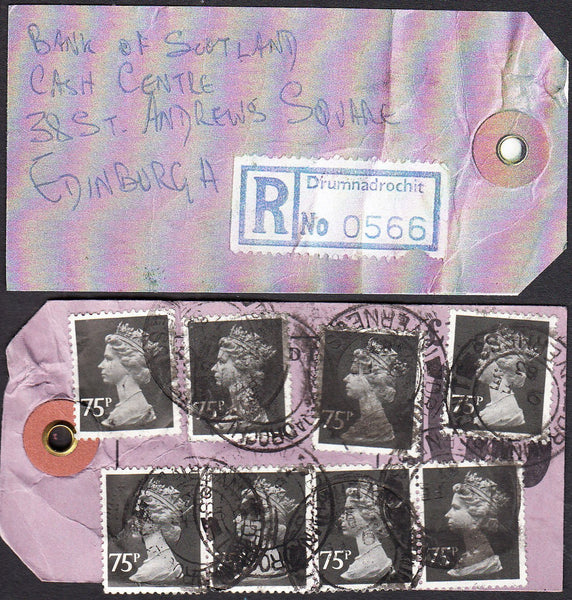 BANK OF SCOTLAND
CASH CENTRE
38 ST. ANDREWS SQUARE
EDINBURGH
R
Drumnadrochit
No 0566
75P
75P
75P
75P
75P
75P
75P
75P